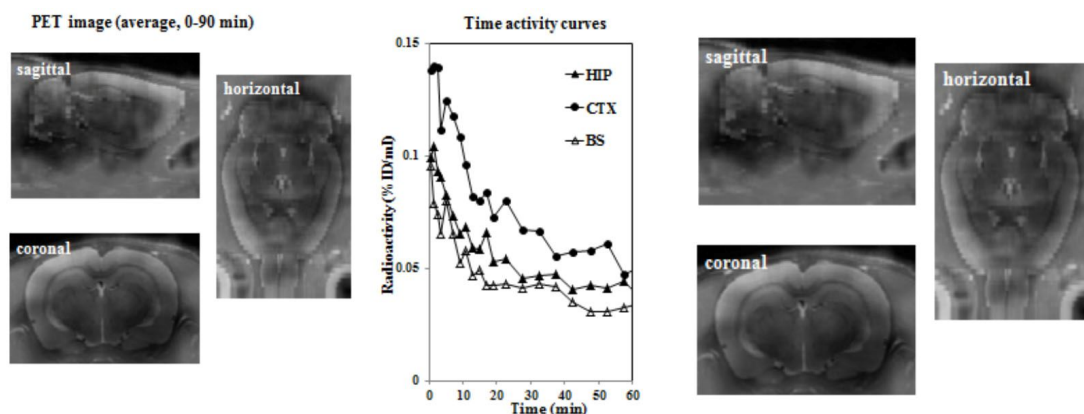 PET image (average, 0-90 min)
sagittal
horizontal
coronal
Time activity curves
0.15
0.1
0.05
0
Radioactivity (% ID/ml)
HIP
CTX
BS
0 10 20 30 40 50 60
Time (min)
sagittal
horizontal
coronal